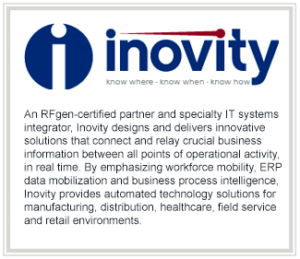 inovity
know where - know when - know how
An RFgen-certified partner and specialty IT systems
integrator, Inovity designs and delivers innovative
solutions that connect and relay crucial business
information between all points of operational activity,
in real time. By emphasizing workforce mobility, ERP
data mobilization and business process intelligence,
Inovity provides automated technology solutions for
manufacturing, distribution, healthcare, field service
and retail environments.